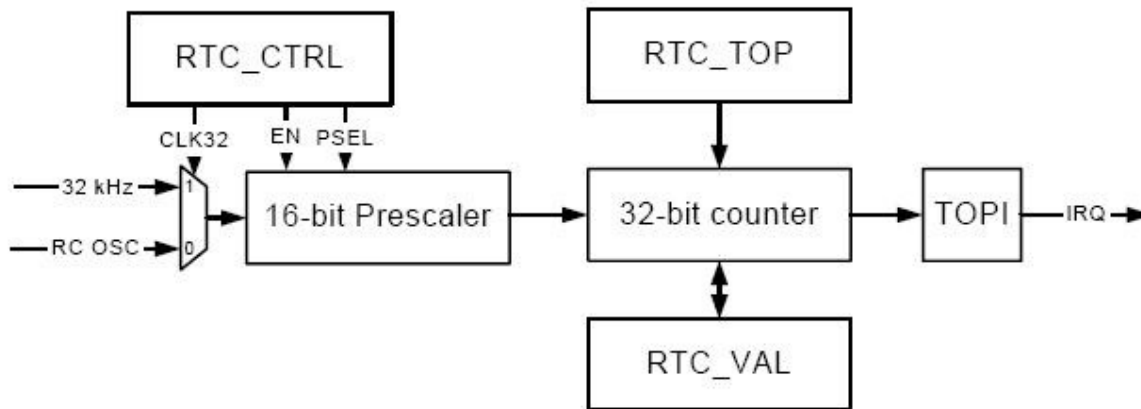 RTC_CTRL
RTC_TOP
CLK32
EN
PSEL
32 kHz
1
16-bit Prescaler
32-bit counter
TOPI
IRQ
RC OSC
0
RTC_VAL